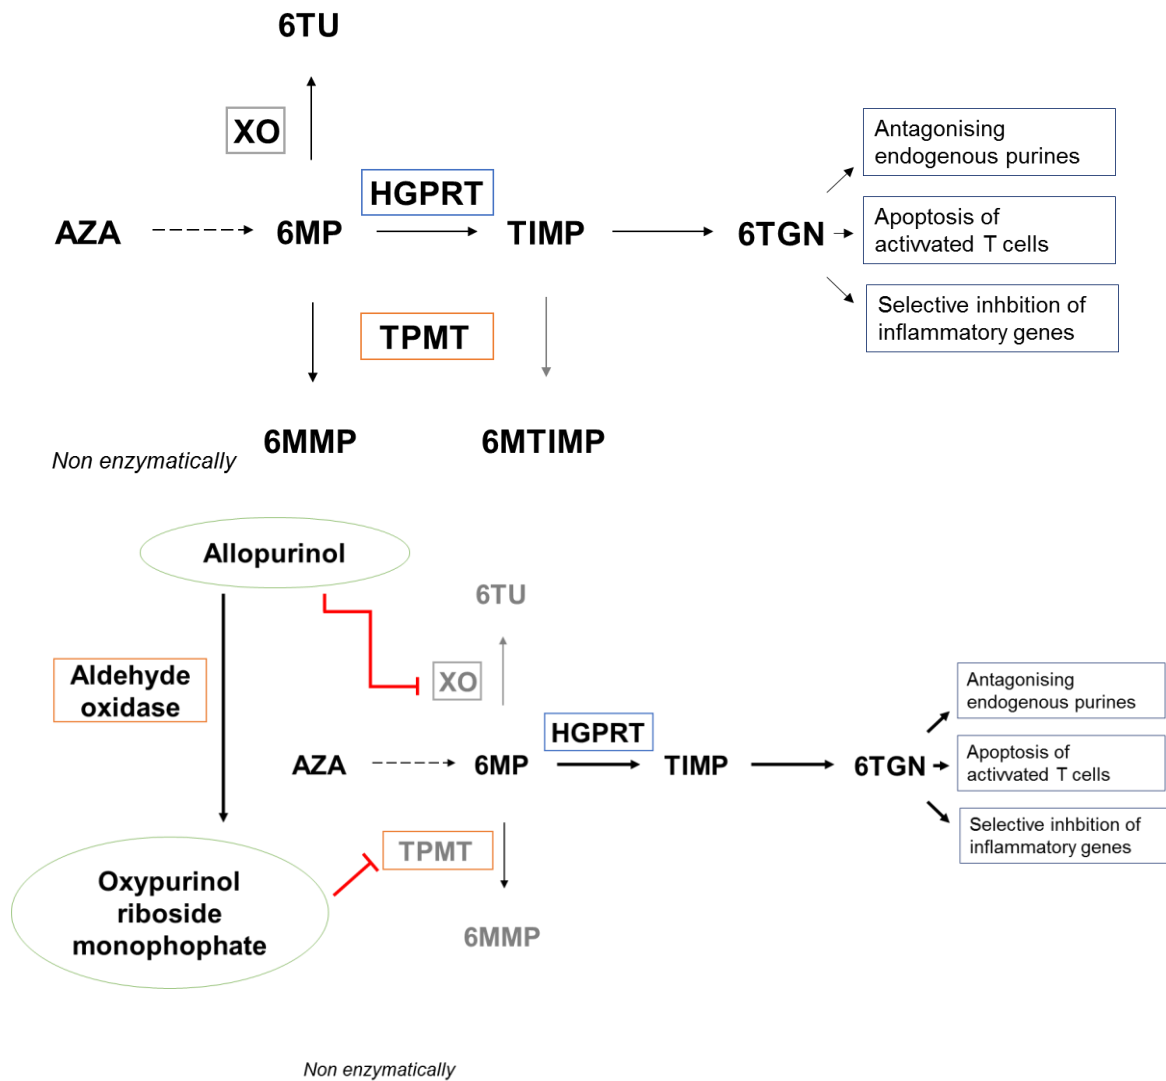 6TU
XO
HGPRT
Antagonising
endogenous purines
AZA
6MP
TIMP
6TGN
Apoptosis of
activvated T cells
TPMT
Selective inhbition of
inflammatory genes
6MMP
6MTIMP
Non enzymatically
Allopurinol
6TU
Aldehyde
oxidase
XO
Antagonising
endogenous purines
HGPRT
AZA
6MP
TIMP
6TGN
Apoptosis of
activvated T cells
TPMT
Selective inhbition of
inflammatory genes
Oxypurinol
riboside
monophophate
6MMP
Non enzymatically